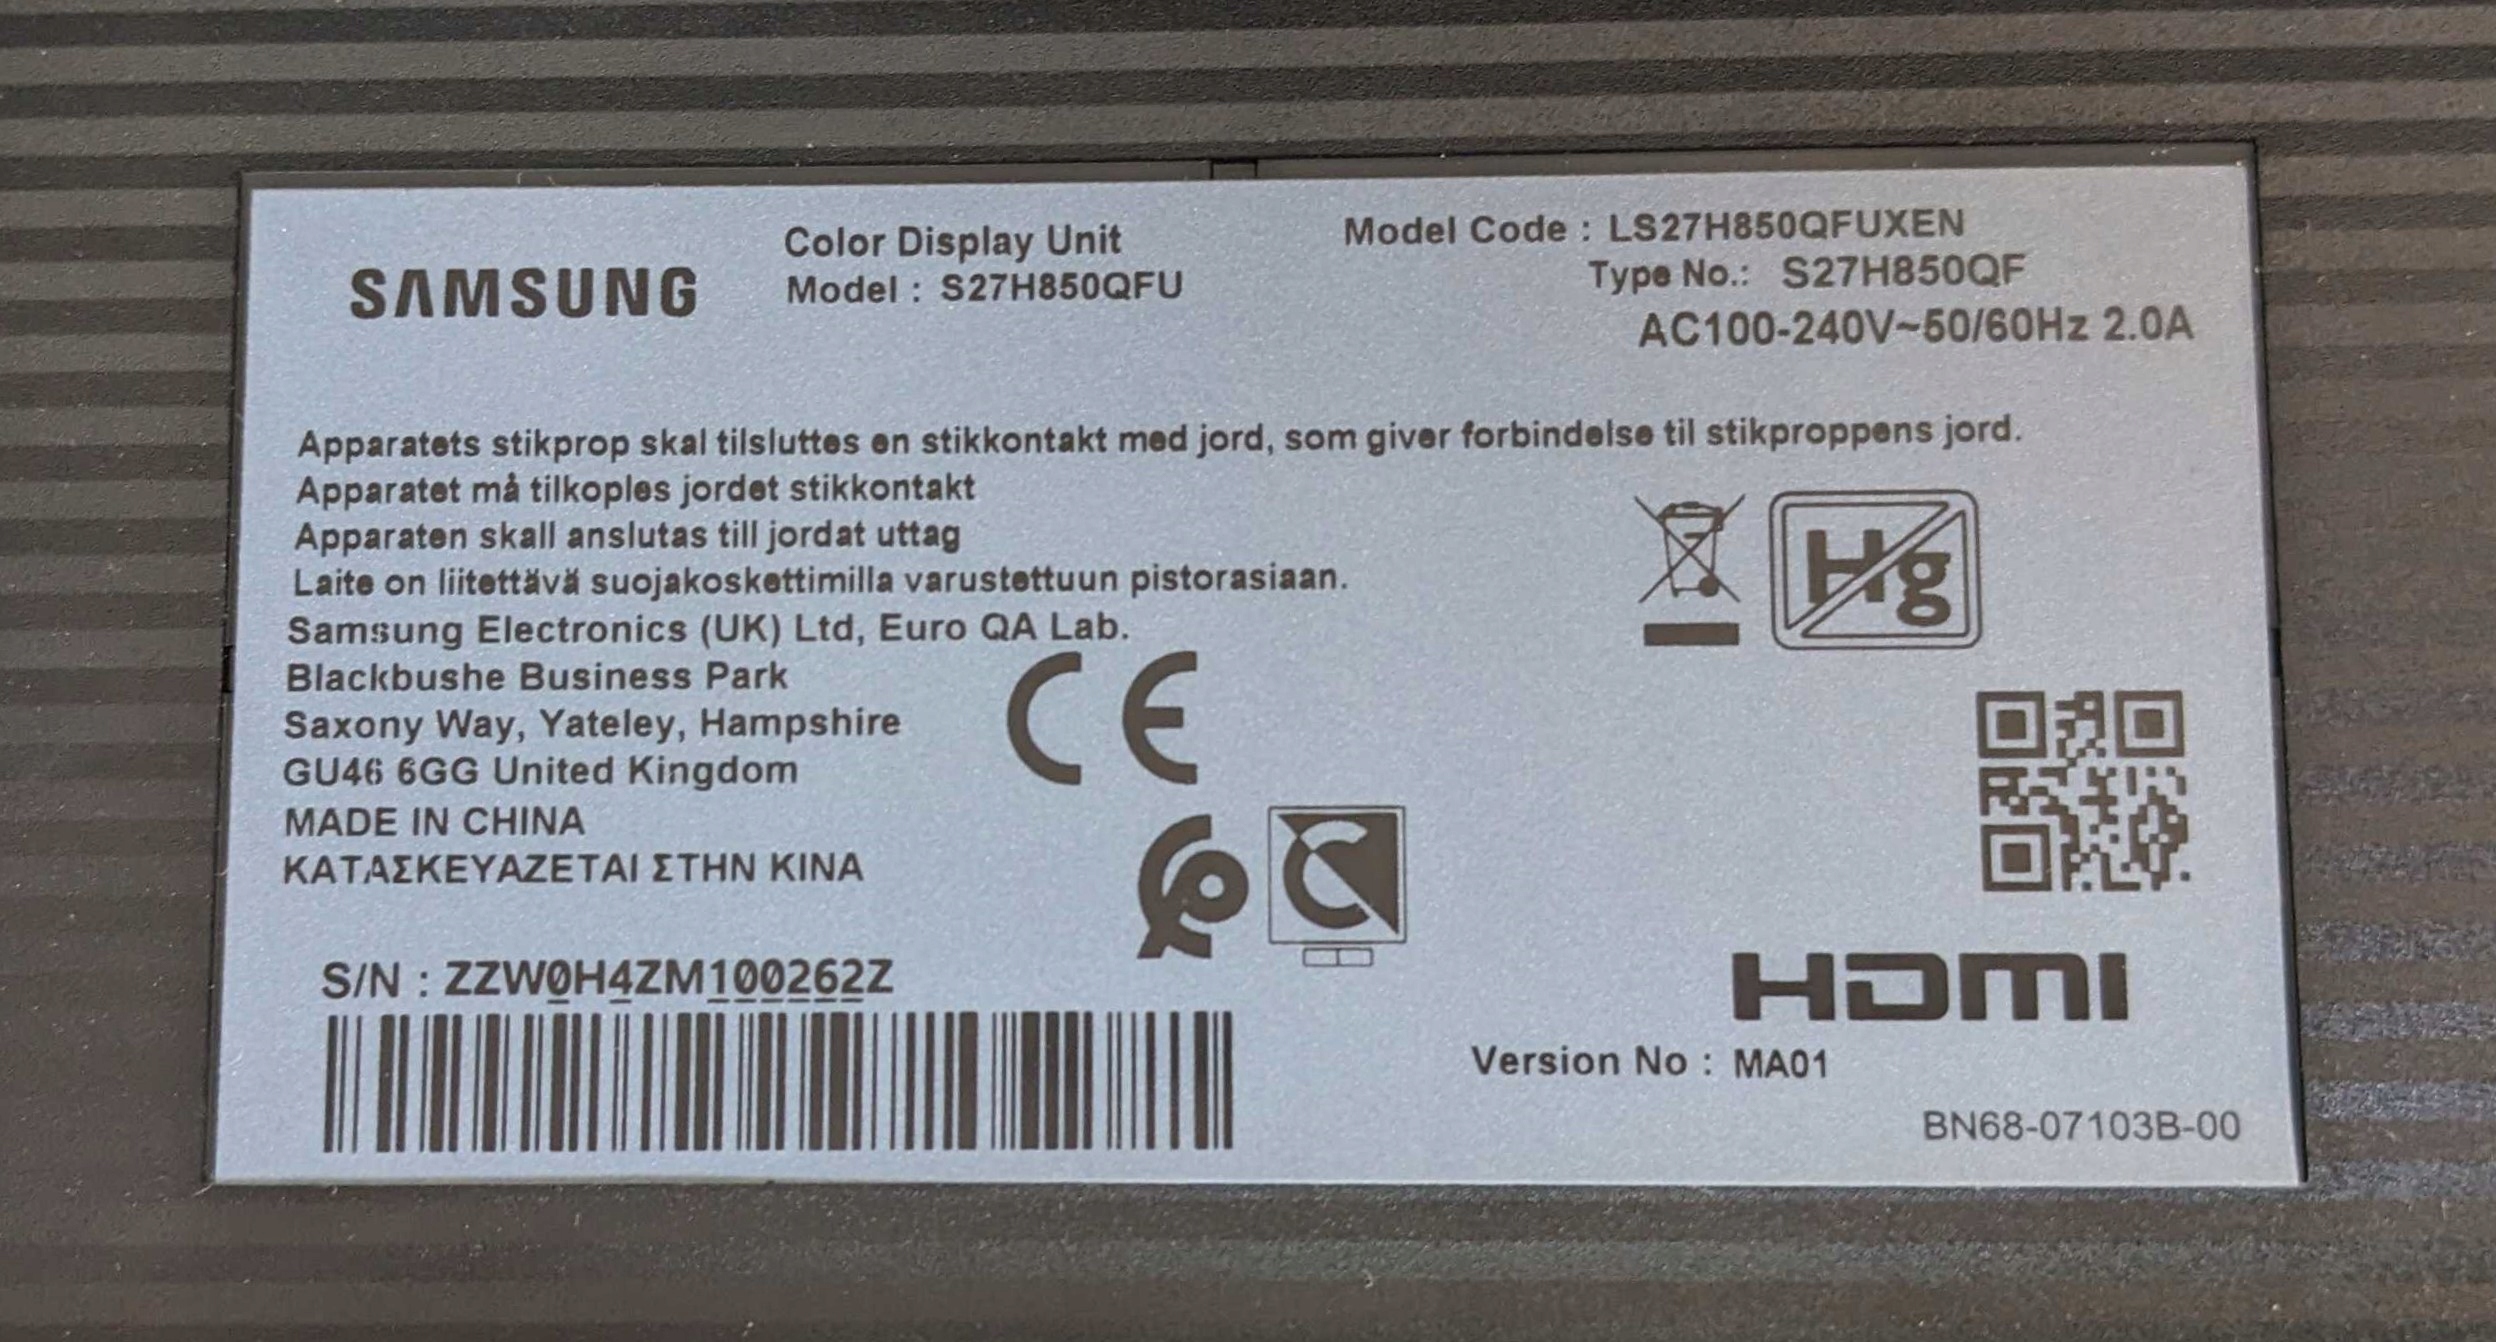 SAMSUNG
Color Display Unit
Model : S27H850QFU
Model Code : LS27H850QFUXEN
Type No.: S27H850QF
AC100-240V~50/60Hz 2.0A
Apparatets stikprop skal tilsluttes en stikkontakt med jord, som giver forbindelse til stikproppens jord.
Apparatet må tilkoples jordet stikkontakt
Apparaten skall anslutas till jordat uttag
Laite on liitettävä suojakoskettimilla varustettuun pistorasiaan.
Samsung Electronics (UK) Ltd, Euro QA Lab.
Blackbushe Business Park
Saxony Way, Yateley, Hampshire
GU46 6GG United Kingdom
MADE IN CHINA
ΚΑΤΑΣΚΕΥΑΖΕΤΑΙ ΣΤΗΝ ΚΙΝΑ
CE
Hg
S/N : ZZW0H4ZM100262Z
HDMI
Version No : MA01
BN68-07103B-00